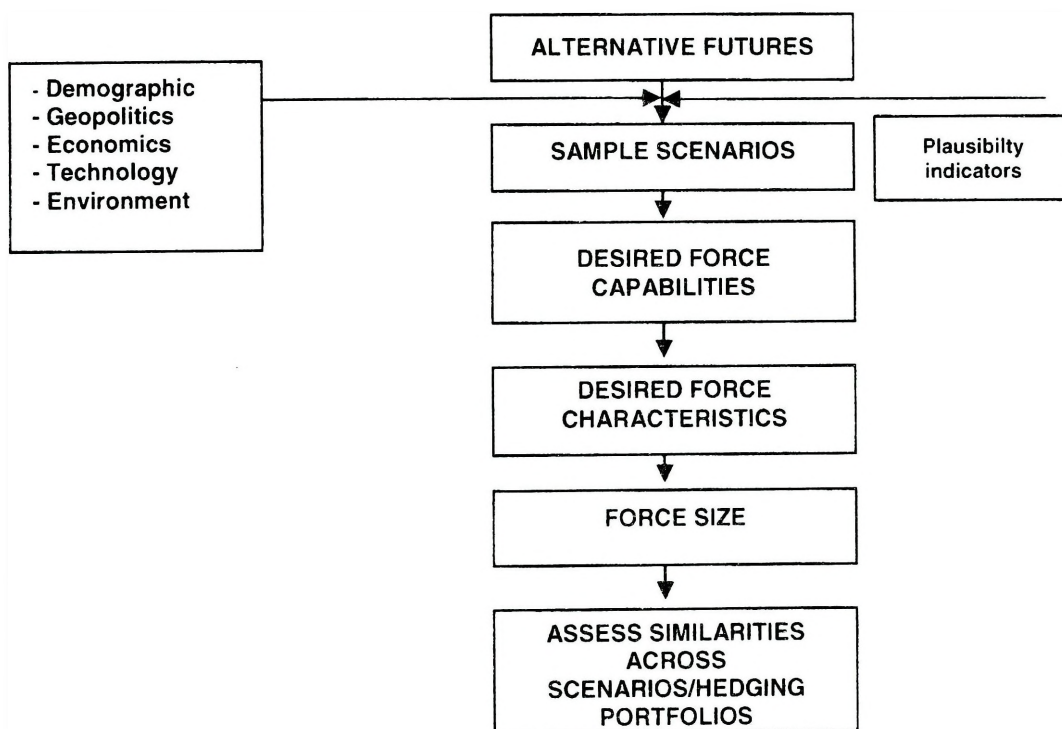 ALTERNATIVE FUTURES
- Demographic
- Geopolitics
- Economics
- Technology
- Environment
SAMPLE SCENARIOS
Plausibilty
indicators
DESIRED FORCE
CAPABILITIES
DESIRED FORCE
CHARACTERISTICS
FORCE SIZE
ASSESS SIMILARITIES
ACROSS
SCENARIOS/HEDGING
PORTFOLIOS